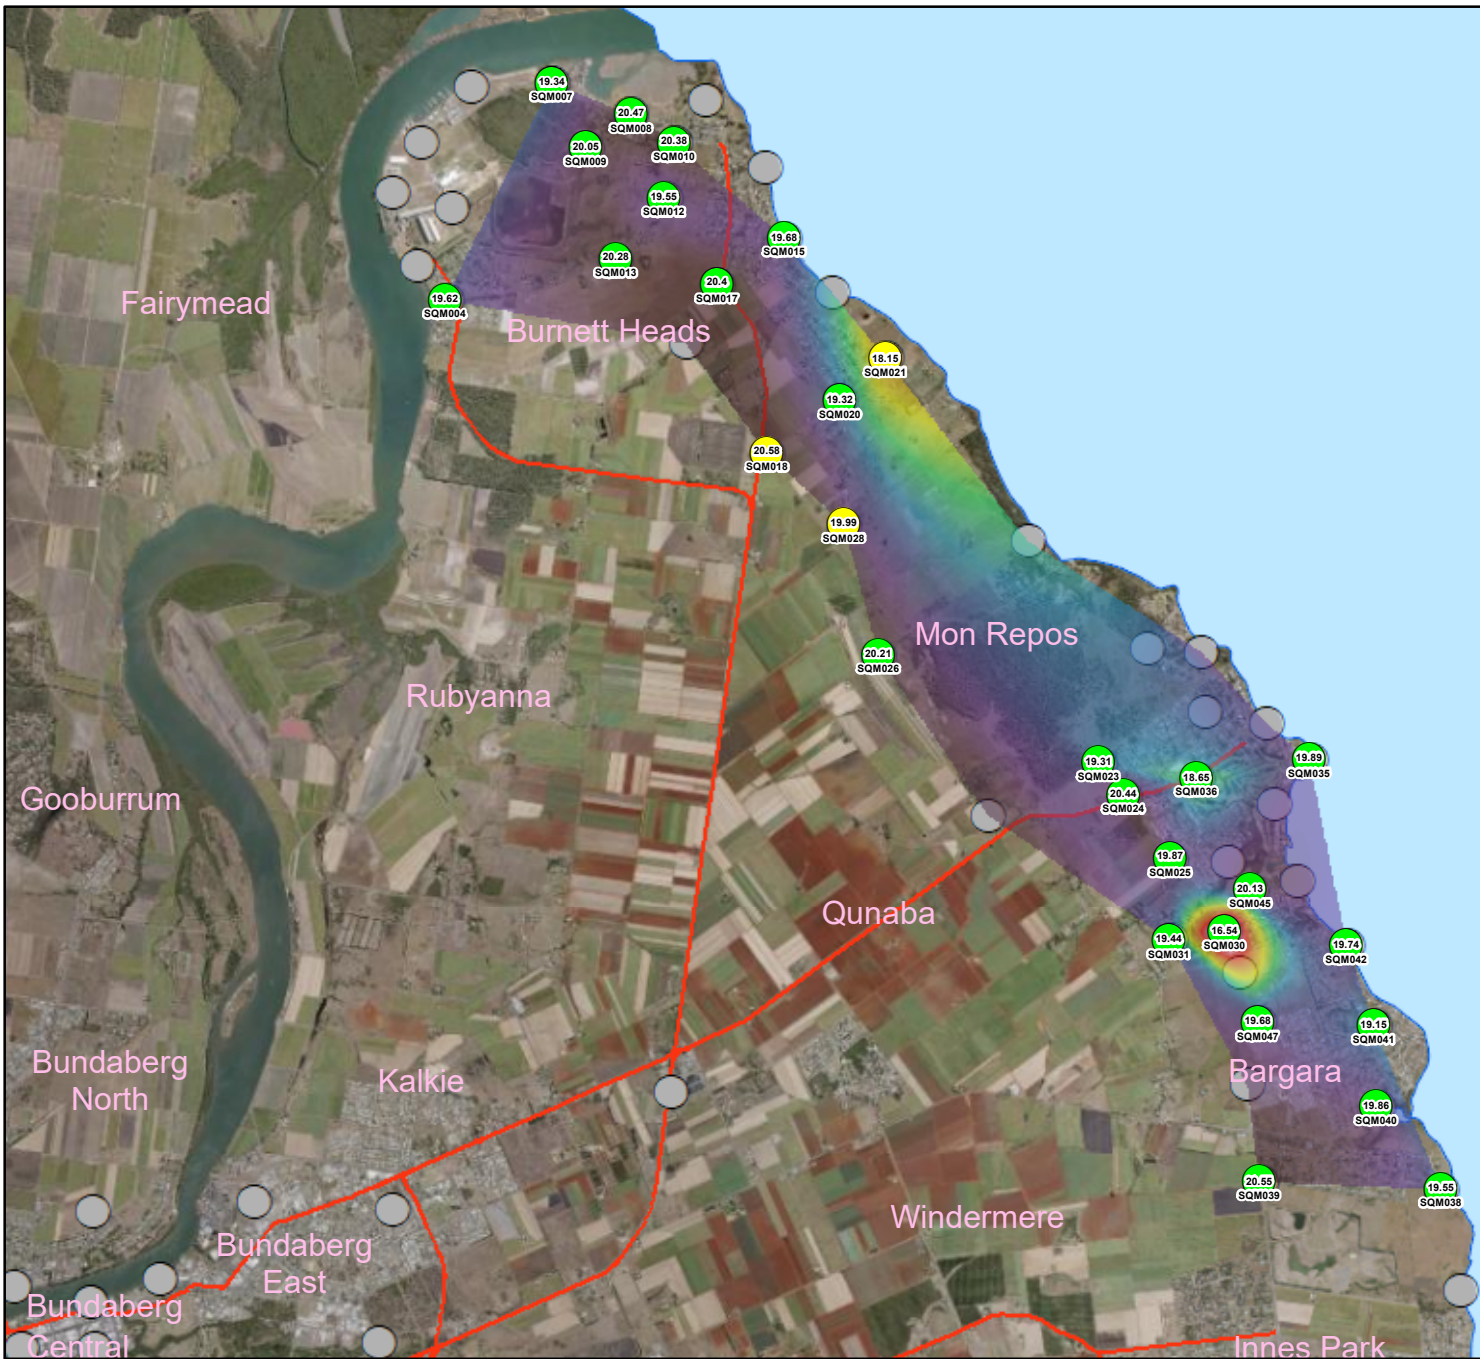 19.34
SQM007
20.47
SQM008
20.05
SQM009
20.38
SQM010
19.55
SQM012
19.68
SQM015
20.28
SQM013
20.4
SQM017
19.62
SQM004
Fairymead
Burnett Heads
18.15
SQM021
19.32
SQM020
20.58
SQM018
19.99
SQM028
Mon Repos
20.21
SQM026
Rubyanna
19.31
SQM023
18.65
SQM036
19.89
SQM035
20.44
SQM024
Gooburrum
19.87
SQM025
20.13
SQM045
Qunaba
16.54
SQM030
19.44
SQM031
19.74
SQM042
19.68
SQM047
19.15
SQM041
Bundaberg
North
Kalkie
Bargara
19.86
SQM040
20.55
SQM039
19.55
SQM038
Windermere
Bundaberg
East
Bundaberg
Central
Innes Park